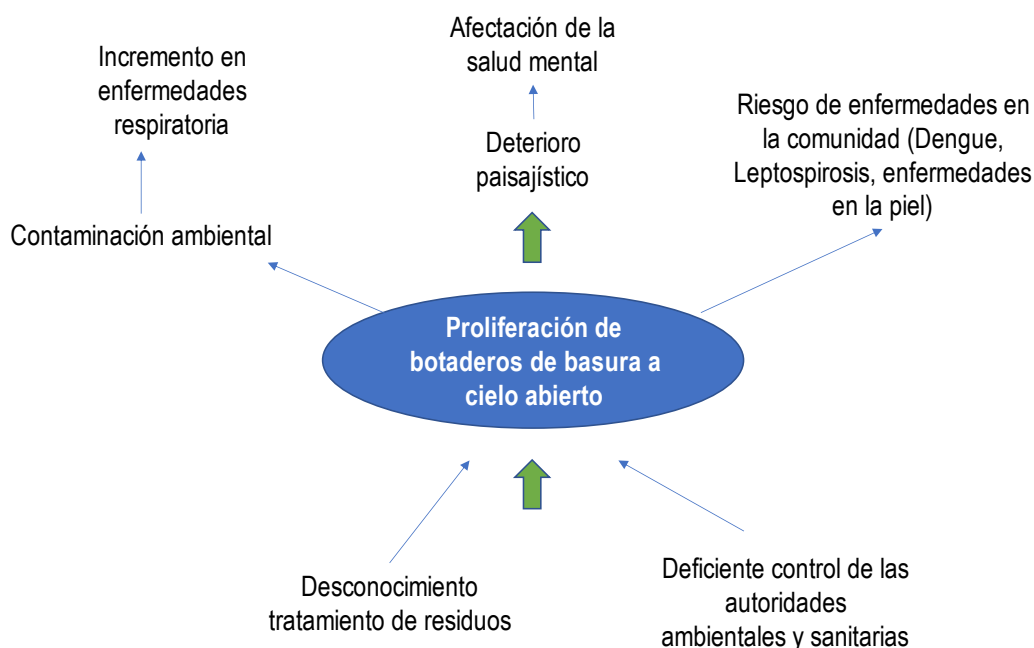 Afectación de la
salud mental
Incremento en
enfermedades
respiratoria
Riesgo de enfermedades en
la comunidad (Dengue,
Leptospirosis, enfermedades
en la piel)
Deterioro
paisajístico
Contaminación ambiental
Proliferación de
botaderos de basura a
cielo abierto
Desconocimiento
tratamiento de residuos
Deficiente control de las
autoridades
ambientales y sanitarias